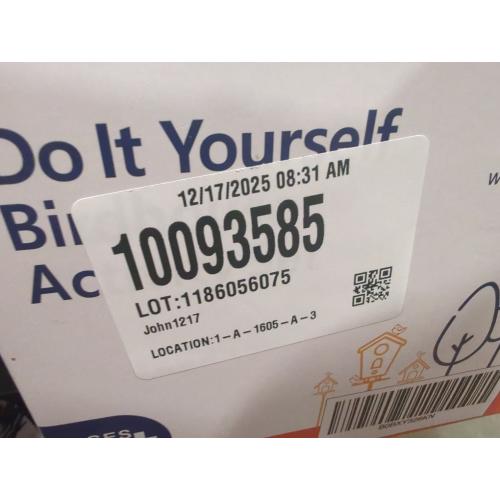 Do It Yourself
12/17/2025 08:31 AM
10093585
LOT:1186056075
John1217
LOCATION:1-A-1605-A-3